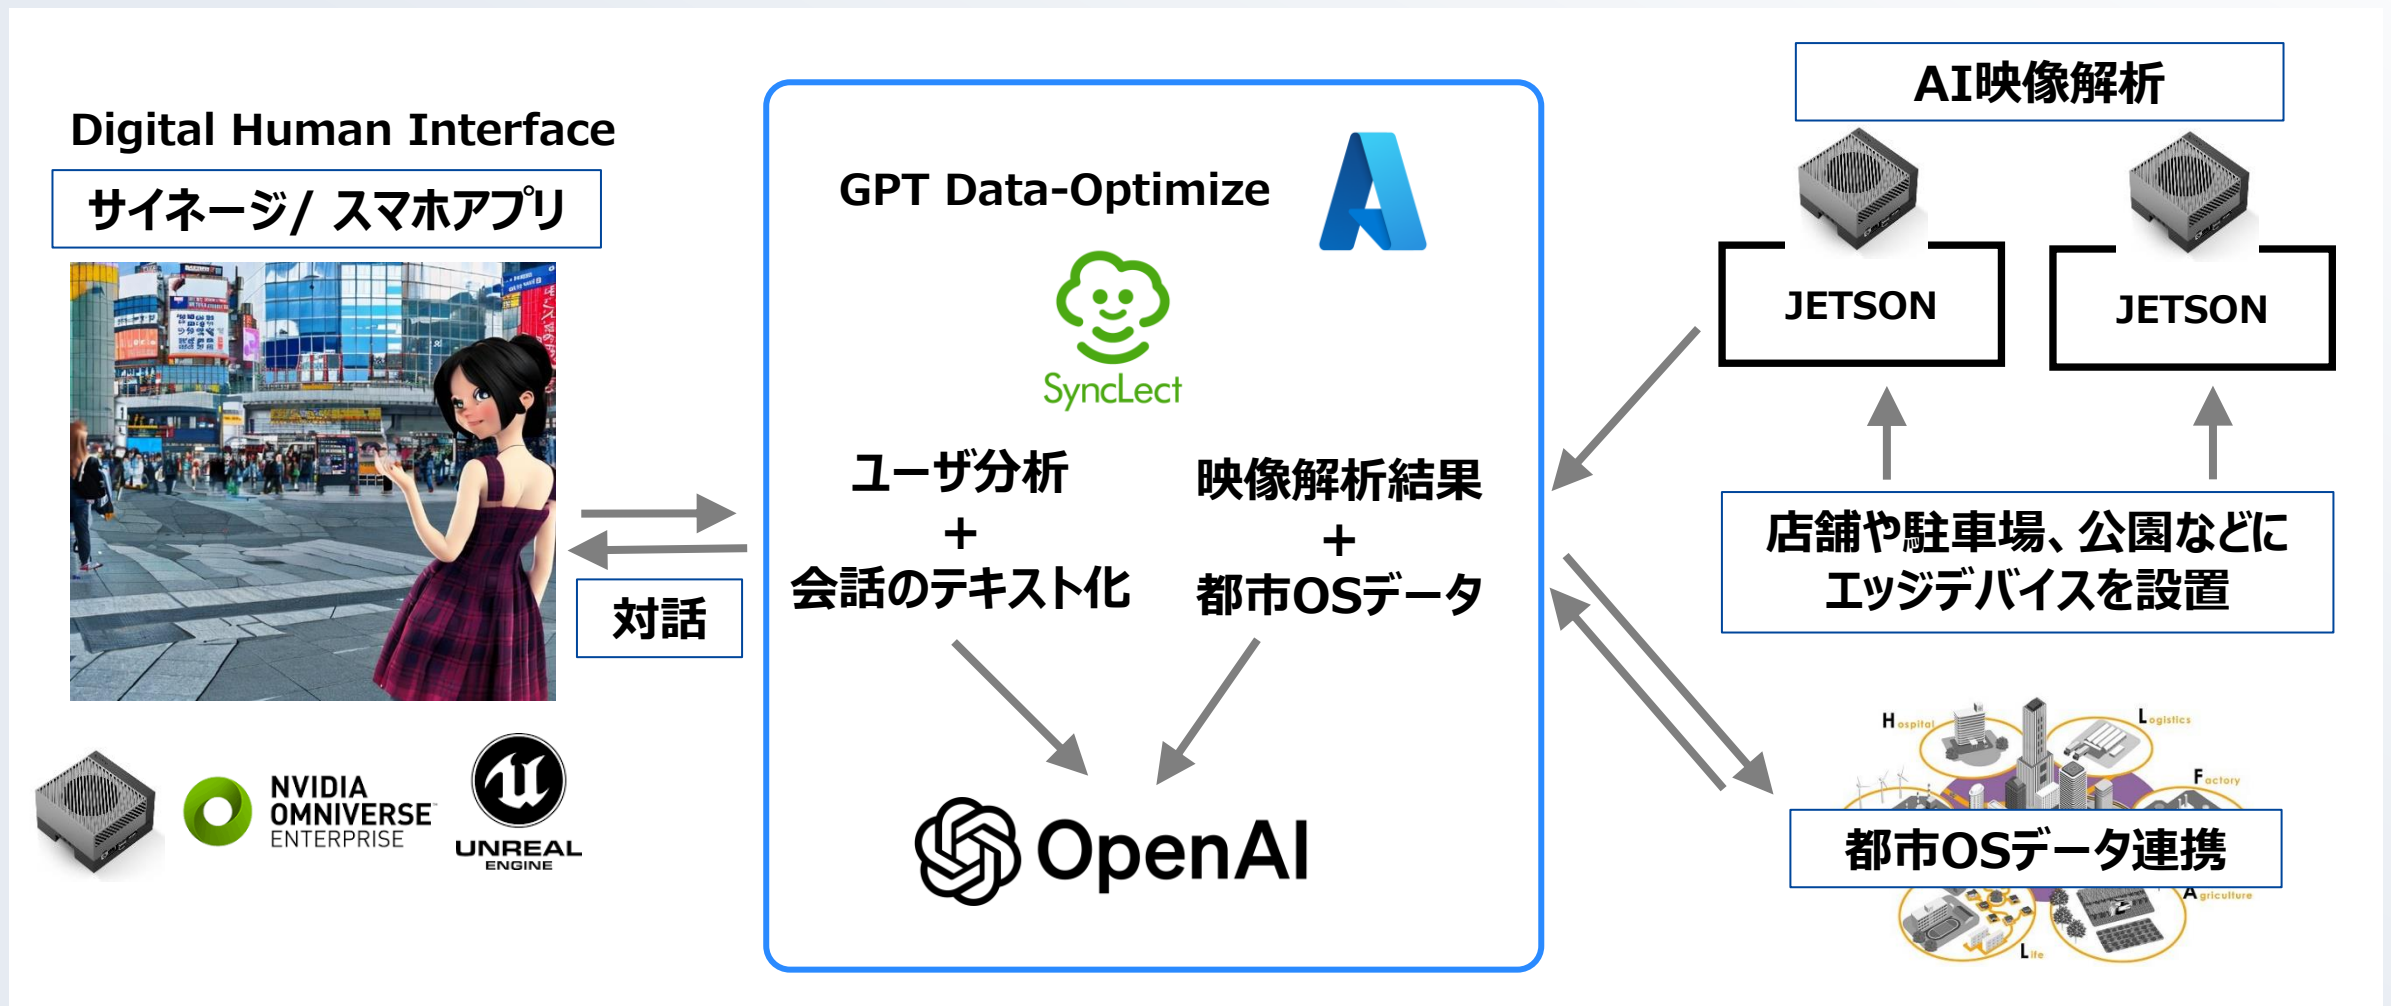 Digital Human Interface
サイネージ/ スマホアプリ
対話
NVIDIA
OMNIVERSE™
ENTERPRISE
UNREAL
ENGINE
GPT Data-Optimize
SyncLect
ユーザ分析
+
会話のテキスト化
映像解析結果
+
都市OSデータ
OpenAI
AI映像解析
JETSON
JETSON
店舗や駐車場、公園などに
エッジデバイスを設置
Hospital
Logistics
Factory
都市OSデータ連携
Agriculture
Life